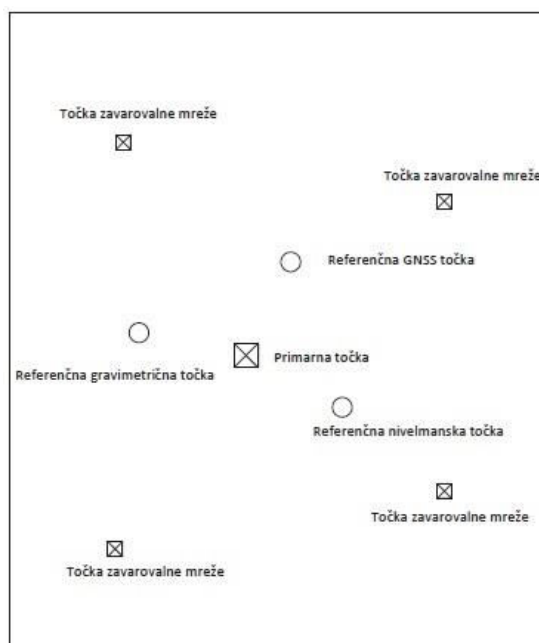 Točka zavarovalne mreže
Točka zavarovalne mreže
Referenčna GNSS točka
Primarna točka
Referenčna gravimetrična točka
Referenčna nivelmanska točka
Točka zavarovalne mreže
Točka zavarovalne mreže